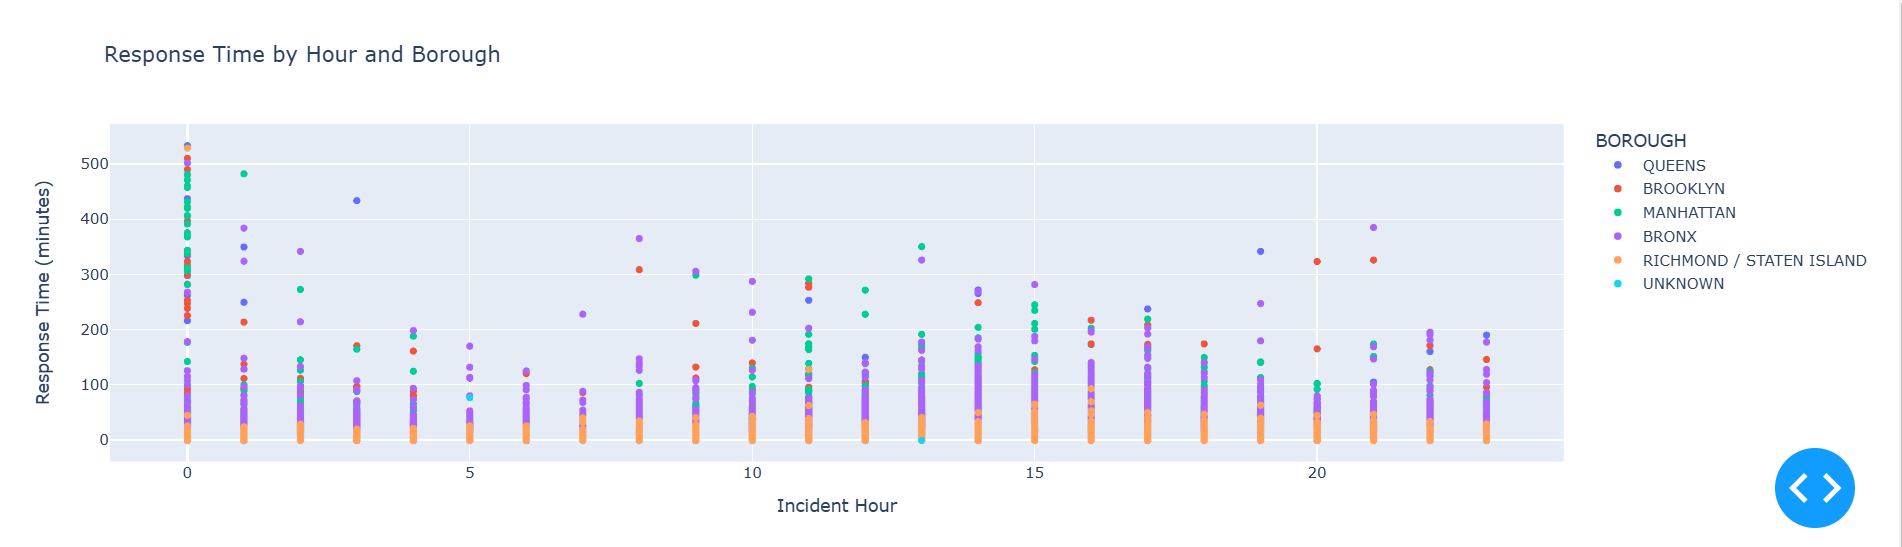 Response Time by Hour and Borough
Response Time (minutes)
500
400
300
200
100
0
0
5
10
15
20
Incident Hour
BOROUGH
QUEENS
BROOKLYN
MANHATTAN
BRONX
RICHMOND / STATEN ISLAND
UNKNOWN